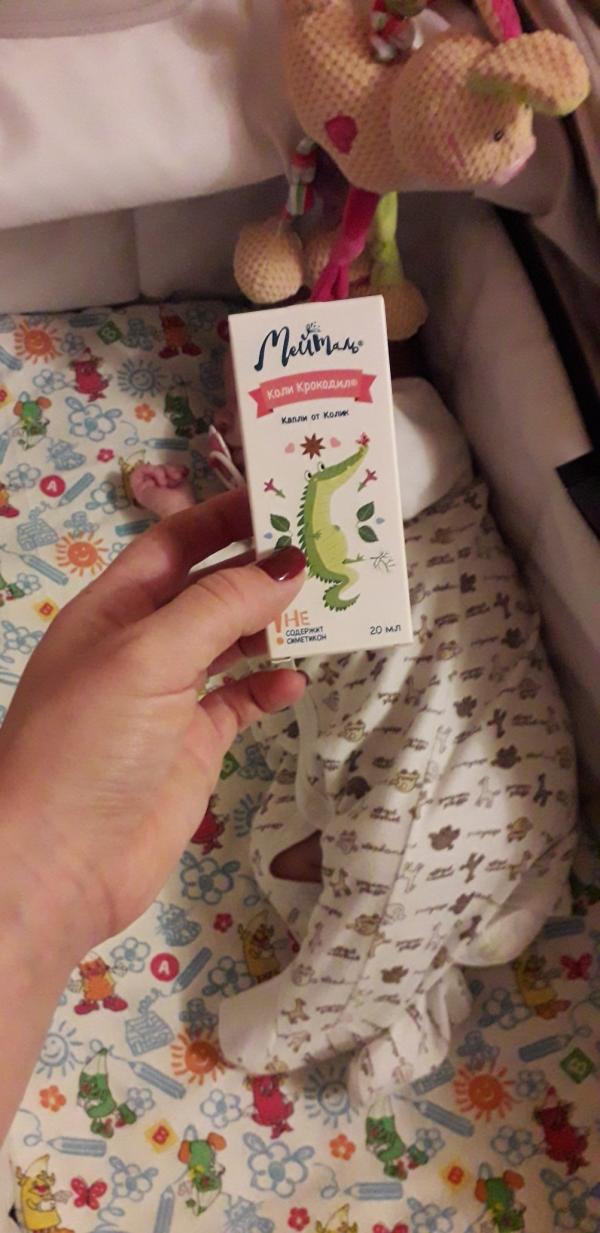 МейТаль®
Коли Крокодил®
Капли от Колик
!НЕ
СОДЕРЖИТ
СИМЕТИКОН
20 мл
A
B
A
B
B
B